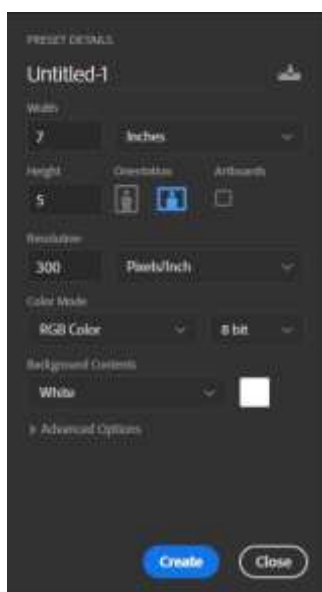 PRESET DETAILS
Untitled-1
Width
7 Inches
Height Orientation Artboards
5
Resolution
300 Pixels/Inch
Color Mode
RGB Color 8 bit
Background Contents
White
Advanced Options
Create Close